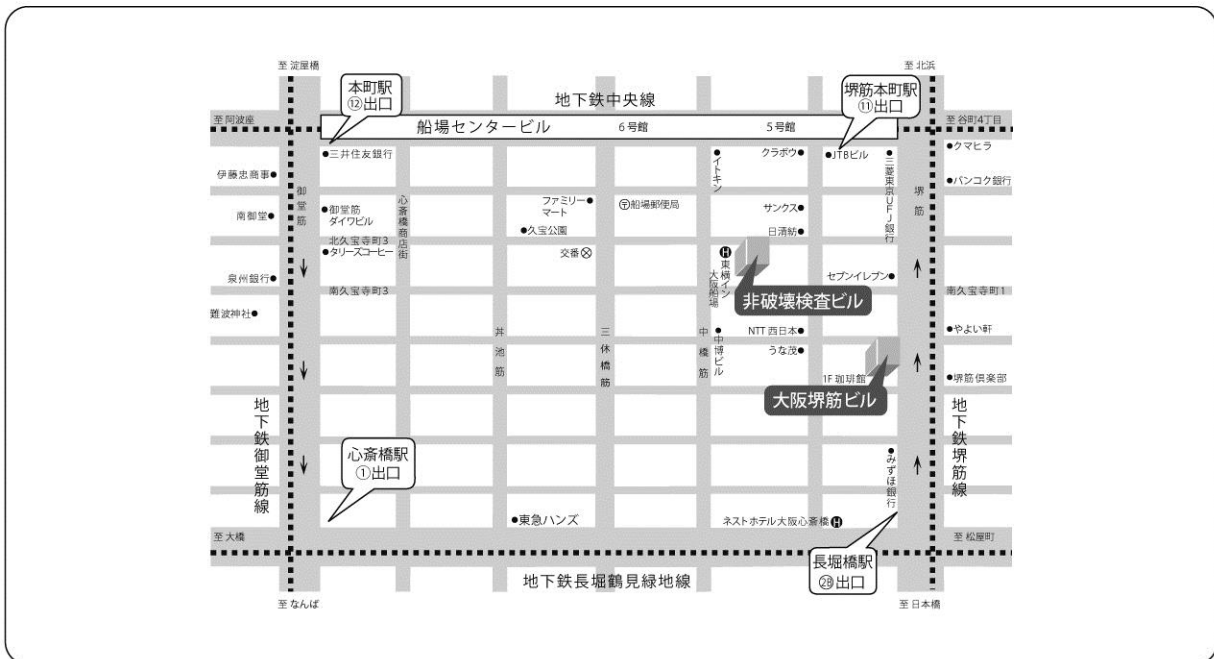 至 淀屋橋
至 北浜
本町駅
⑫出口
地下鉄中央線
堺筋本町駅
⑪出口
至 阿波座
船場センタービル
6号館
5号館
至 谷町4丁目
●三井住友銀行
●イトキン
クラボウ●
●JTBビル
●三菱東京UFJ銀行
●クマヒラ
伊藤忠商事●
●バンコク銀行
御堂筋
心斎橋商店街
堺筋
南御堂●
●御堂筋
ダイワビル
ファミリー●
マート
〒船場郵便局
サンクス●
●久宝公園
日清紡●
北久宝寺町3
●タリーズコーヒー
交番
H東横イン
大阪船場
泉州銀行●
セブンイレブン●
南久宝寺町3
南久宝寺町1
非破壊検査ビル
難波神社●
丼池筋
三休橋筋
中橋筋
●中博ビル
NTT 西日本●
●やよい軒
うな茂●
1F 珈琲館
●堺筋倶楽部
大阪堺筋ビル
地下鉄御堂筋線
地下鉄堺筋線
心斎橋駅
①出口
●みずほ銀行
●東急ハンズ
ネストホテル大阪心斎橋H
至 大橋
至 松屋町
長堀橋駅
2B出口
地下鉄長堀鶴見緑地線
至 なんば
至 日本橋